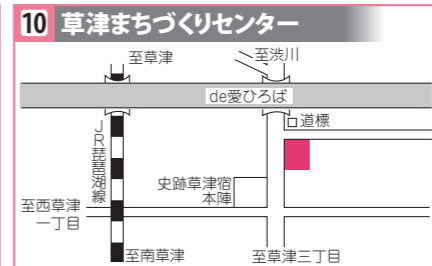 10 草津まちづくりセンター
至草津
至渋川
de愛ひろば
道標
JR琵琶湖線
史跡草津宿
本陣
至西草津
一丁目
至南草津
至草津三丁目